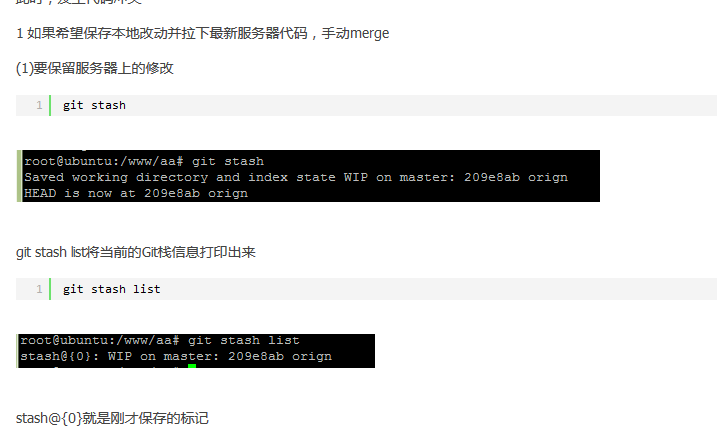 1 如果希望保存本地改动并拉下最新服务器代码，手动merge
(1)要保留服务器上的修改
1 git stash
root@ubuntu:/www/aa# git stash
Saved working directory and index state WIP on master: 209e8ab orign
HEAD is now at 209e8ab orign
git stash list将当前的Git栈信息打印出来
1 git stash list
root@ubuntu:/www/aa# git stash list
stash@{0}: WIP on master: 209e8ab orign
stash@{0}就是刚才保存的标记